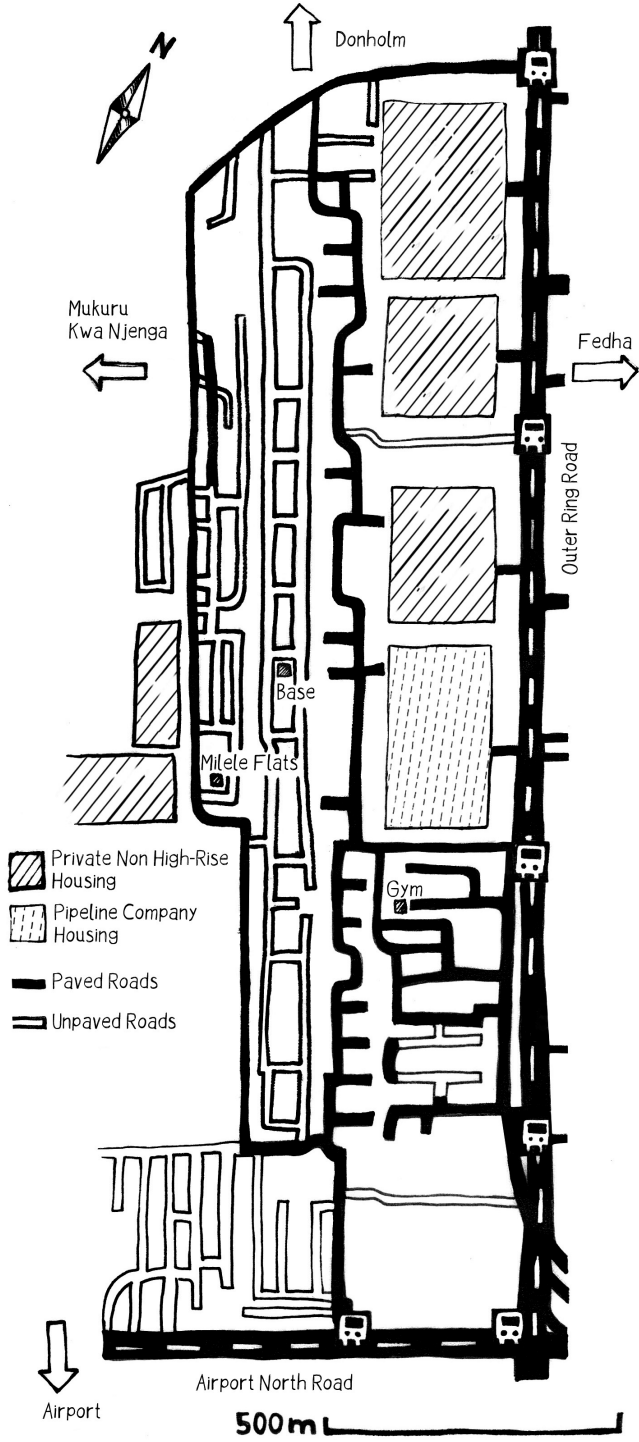 N
Donholm
Mukuru
Kwa Njenga
Fedha
Outer Ring Road
Base
Milele Flats
Private Non High-Rise
Housing
Gym
Pipeline Company
Housing
Paved Roads
Unpaved Roads
Airport North Road
Airport
500m